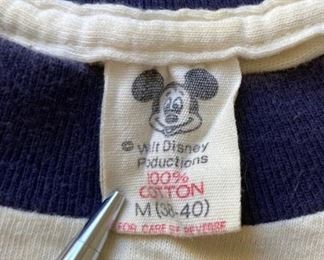 © Walt Disney
Productions
100%
COTTON
M (38-40)
FOR CARE SEE REVERSE